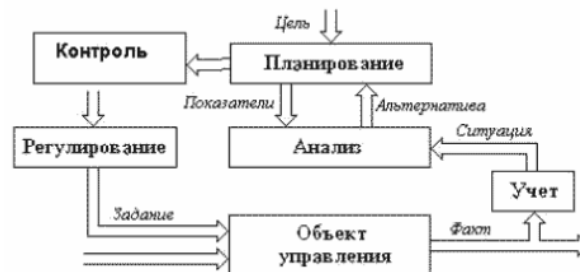 Цель
Контроль
Планирование
Показатели
Альтернатива
Регулирование
Анализ
Ситуация
Учет
Задание
Объект
управления
Факт